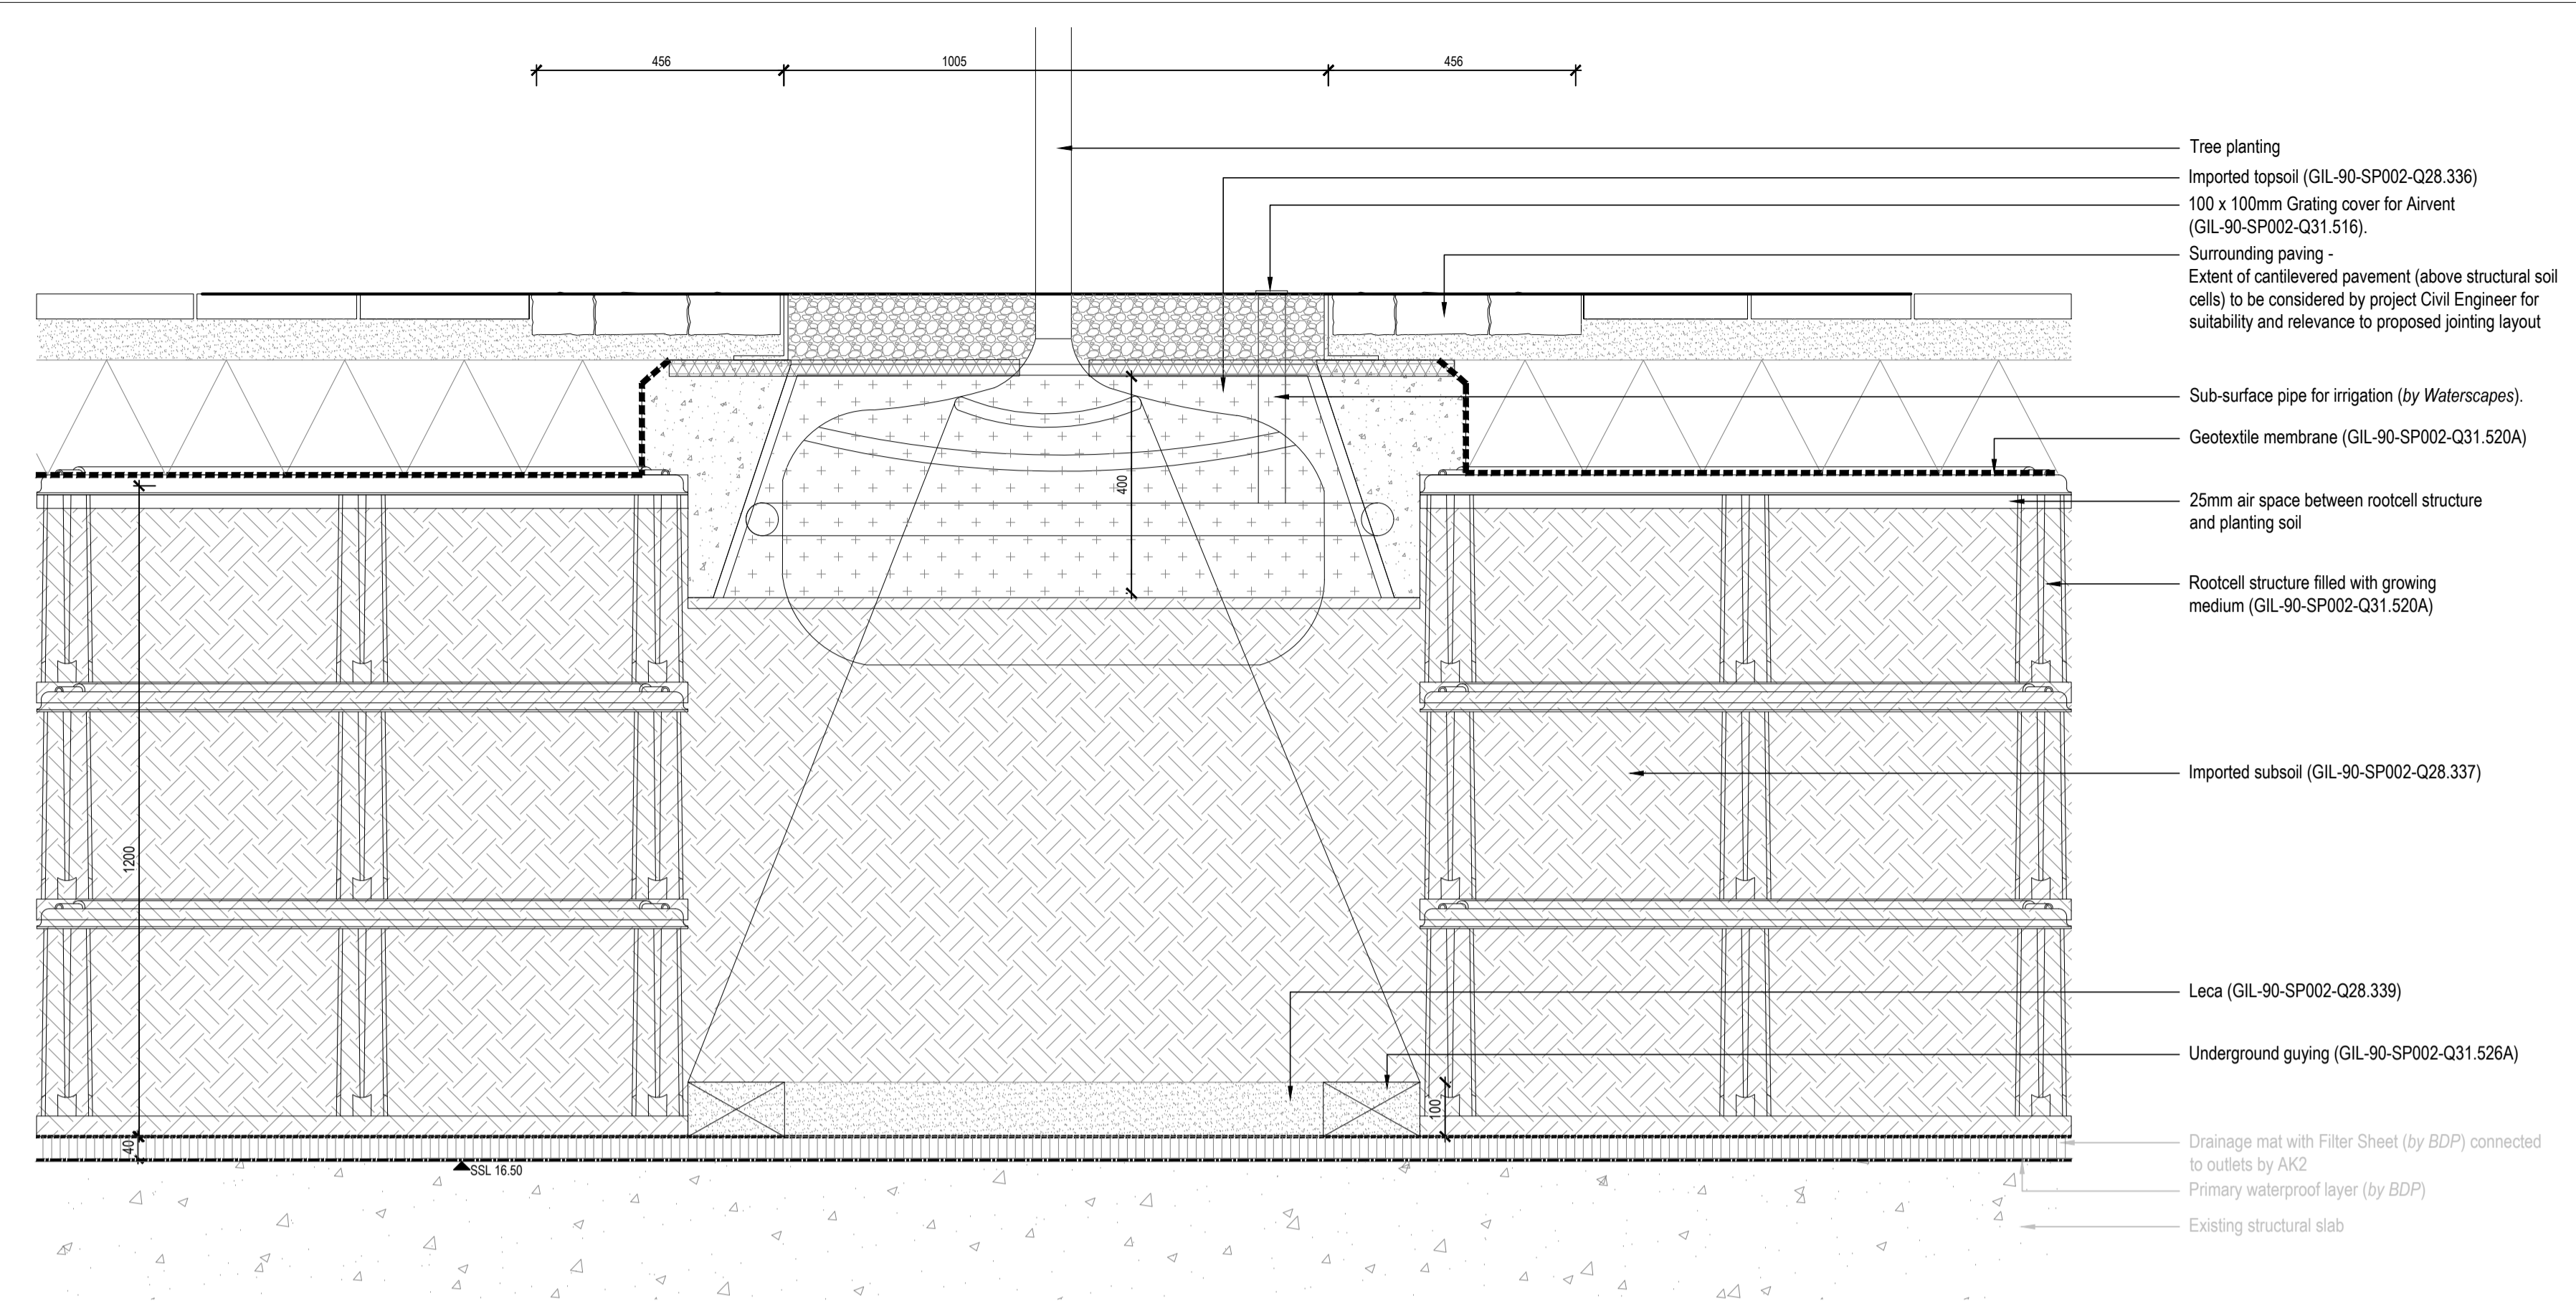 456
1005
456
Tree planting
Imported topsoil (GIL-90-SP002-Q28.336)
100 x 100mm Grating cover for Airvent
(GIL-90-SP002-Q31.516).
Surrounding paving -
Extent of cantilevered pavement (above structural soil
cells) to be considered by project Civil Engineer for
suitability and relevance to proposed jointing layout
Sub-surface pipe for irrigation (by Waterscapes).
Geotextile membrane (GIL-90-SP002-Q31.520A)
400
25mm air space between rootcell structure
and planting soil
Rootcell structure filled with growing
medium (GIL-90-SP002-Q31.520A)
Imported subsoil (GIL-90-SP002-Q28.337)
1200
Leca (GIL-90-SP002-Q28.339)
Underground guying (GIL-90-SP002-Q31.526A)
100
40
Drainage mat with Filter Sheet (by BDP) connected
to outlets by AK2
SSL 16.50
Primary waterproof layer (by BDP)
Existing structural slab